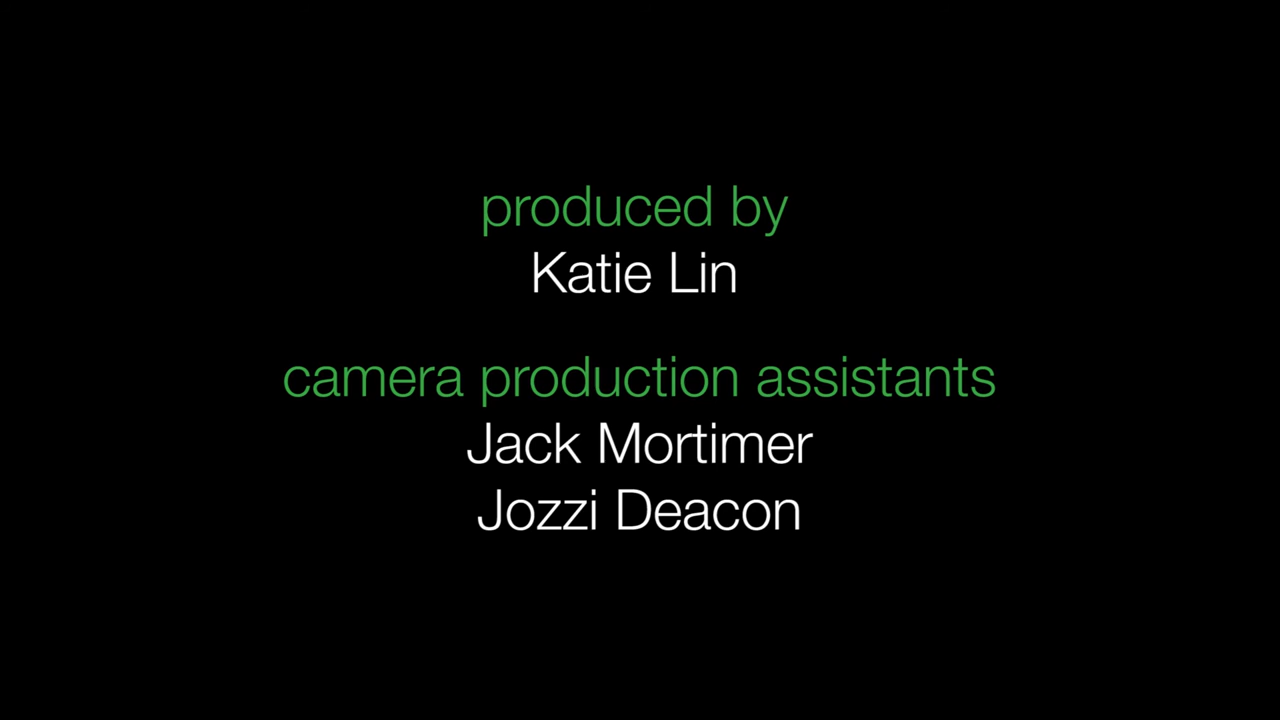 produced by
Katie Lin
camera production assistants
Jack Mortimer
Jozzi Deacon